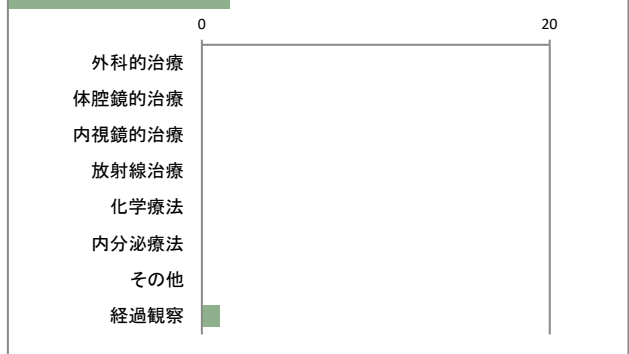 0 20
外科的治療
体腔鏡的治療
内視鏡的治療
放射線治療
化学療法
内分泌療法
その他
経過観察